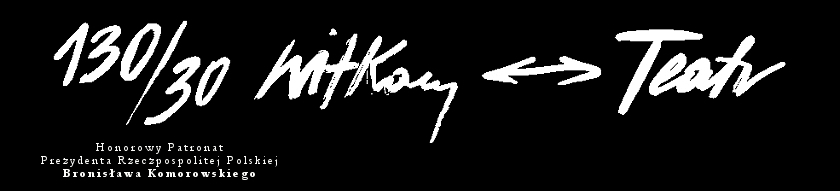 130/30 Witkacy ↔ Teatr
Honorowy Patronat
Prezydenta Rzeczpospolitej Polskiej
Bronisława Komorowskiego